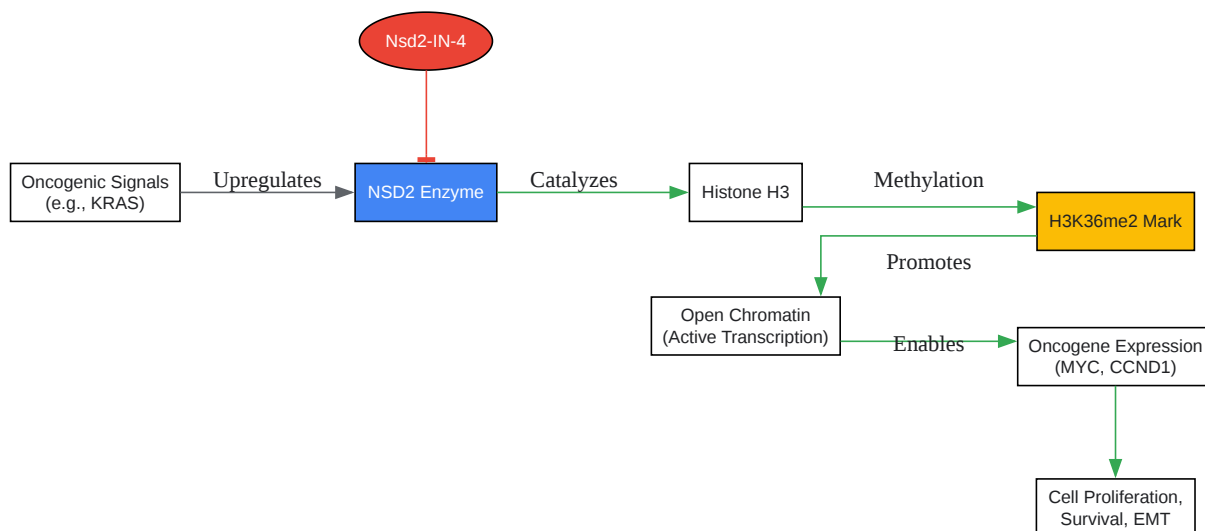 Nsd2-IN-4
Oncogenic Signals
(e.g., KRAS)
Upregulates
NSD2 Enzyme
Catalyzes
Histone H3
Methylation
H3K36me2 Mark
Promotes
Open Chromatin
(Active Transcription)
Enables
Oncogene Expression
(MYC, CCND1)
Cell Proliferation,
Survival, EMT